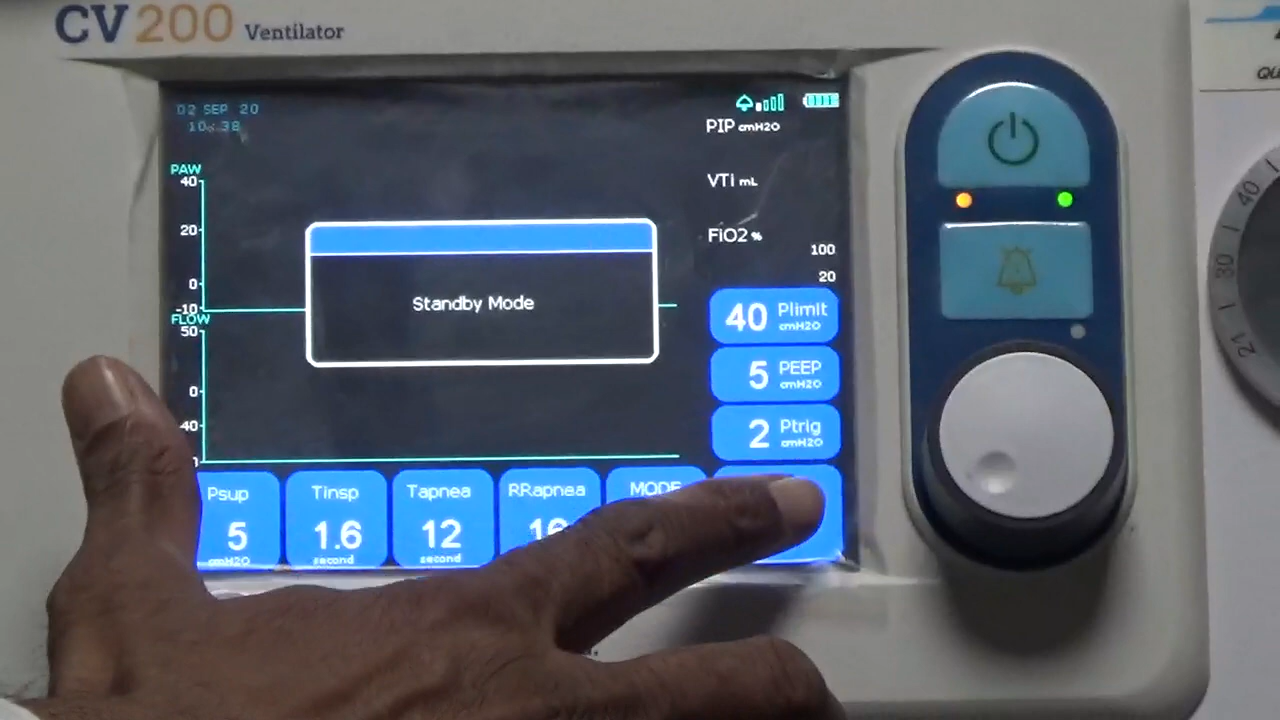 CV200 Ventilator
02 SEP 20
PIP cmH2O
PAW
40
20
0
-10
VTi mL
FiO2 %
100
20
Standby Mode
FLOW
50
0
40
40 Plimit
cmH2O
5 PEEP
cmH2O
2 Ptrig
cmH2O
Psup
5
cmH2O
Tinsp
1.6
second
Tapnea
12
second
RRapnea
MODE
40
30
21